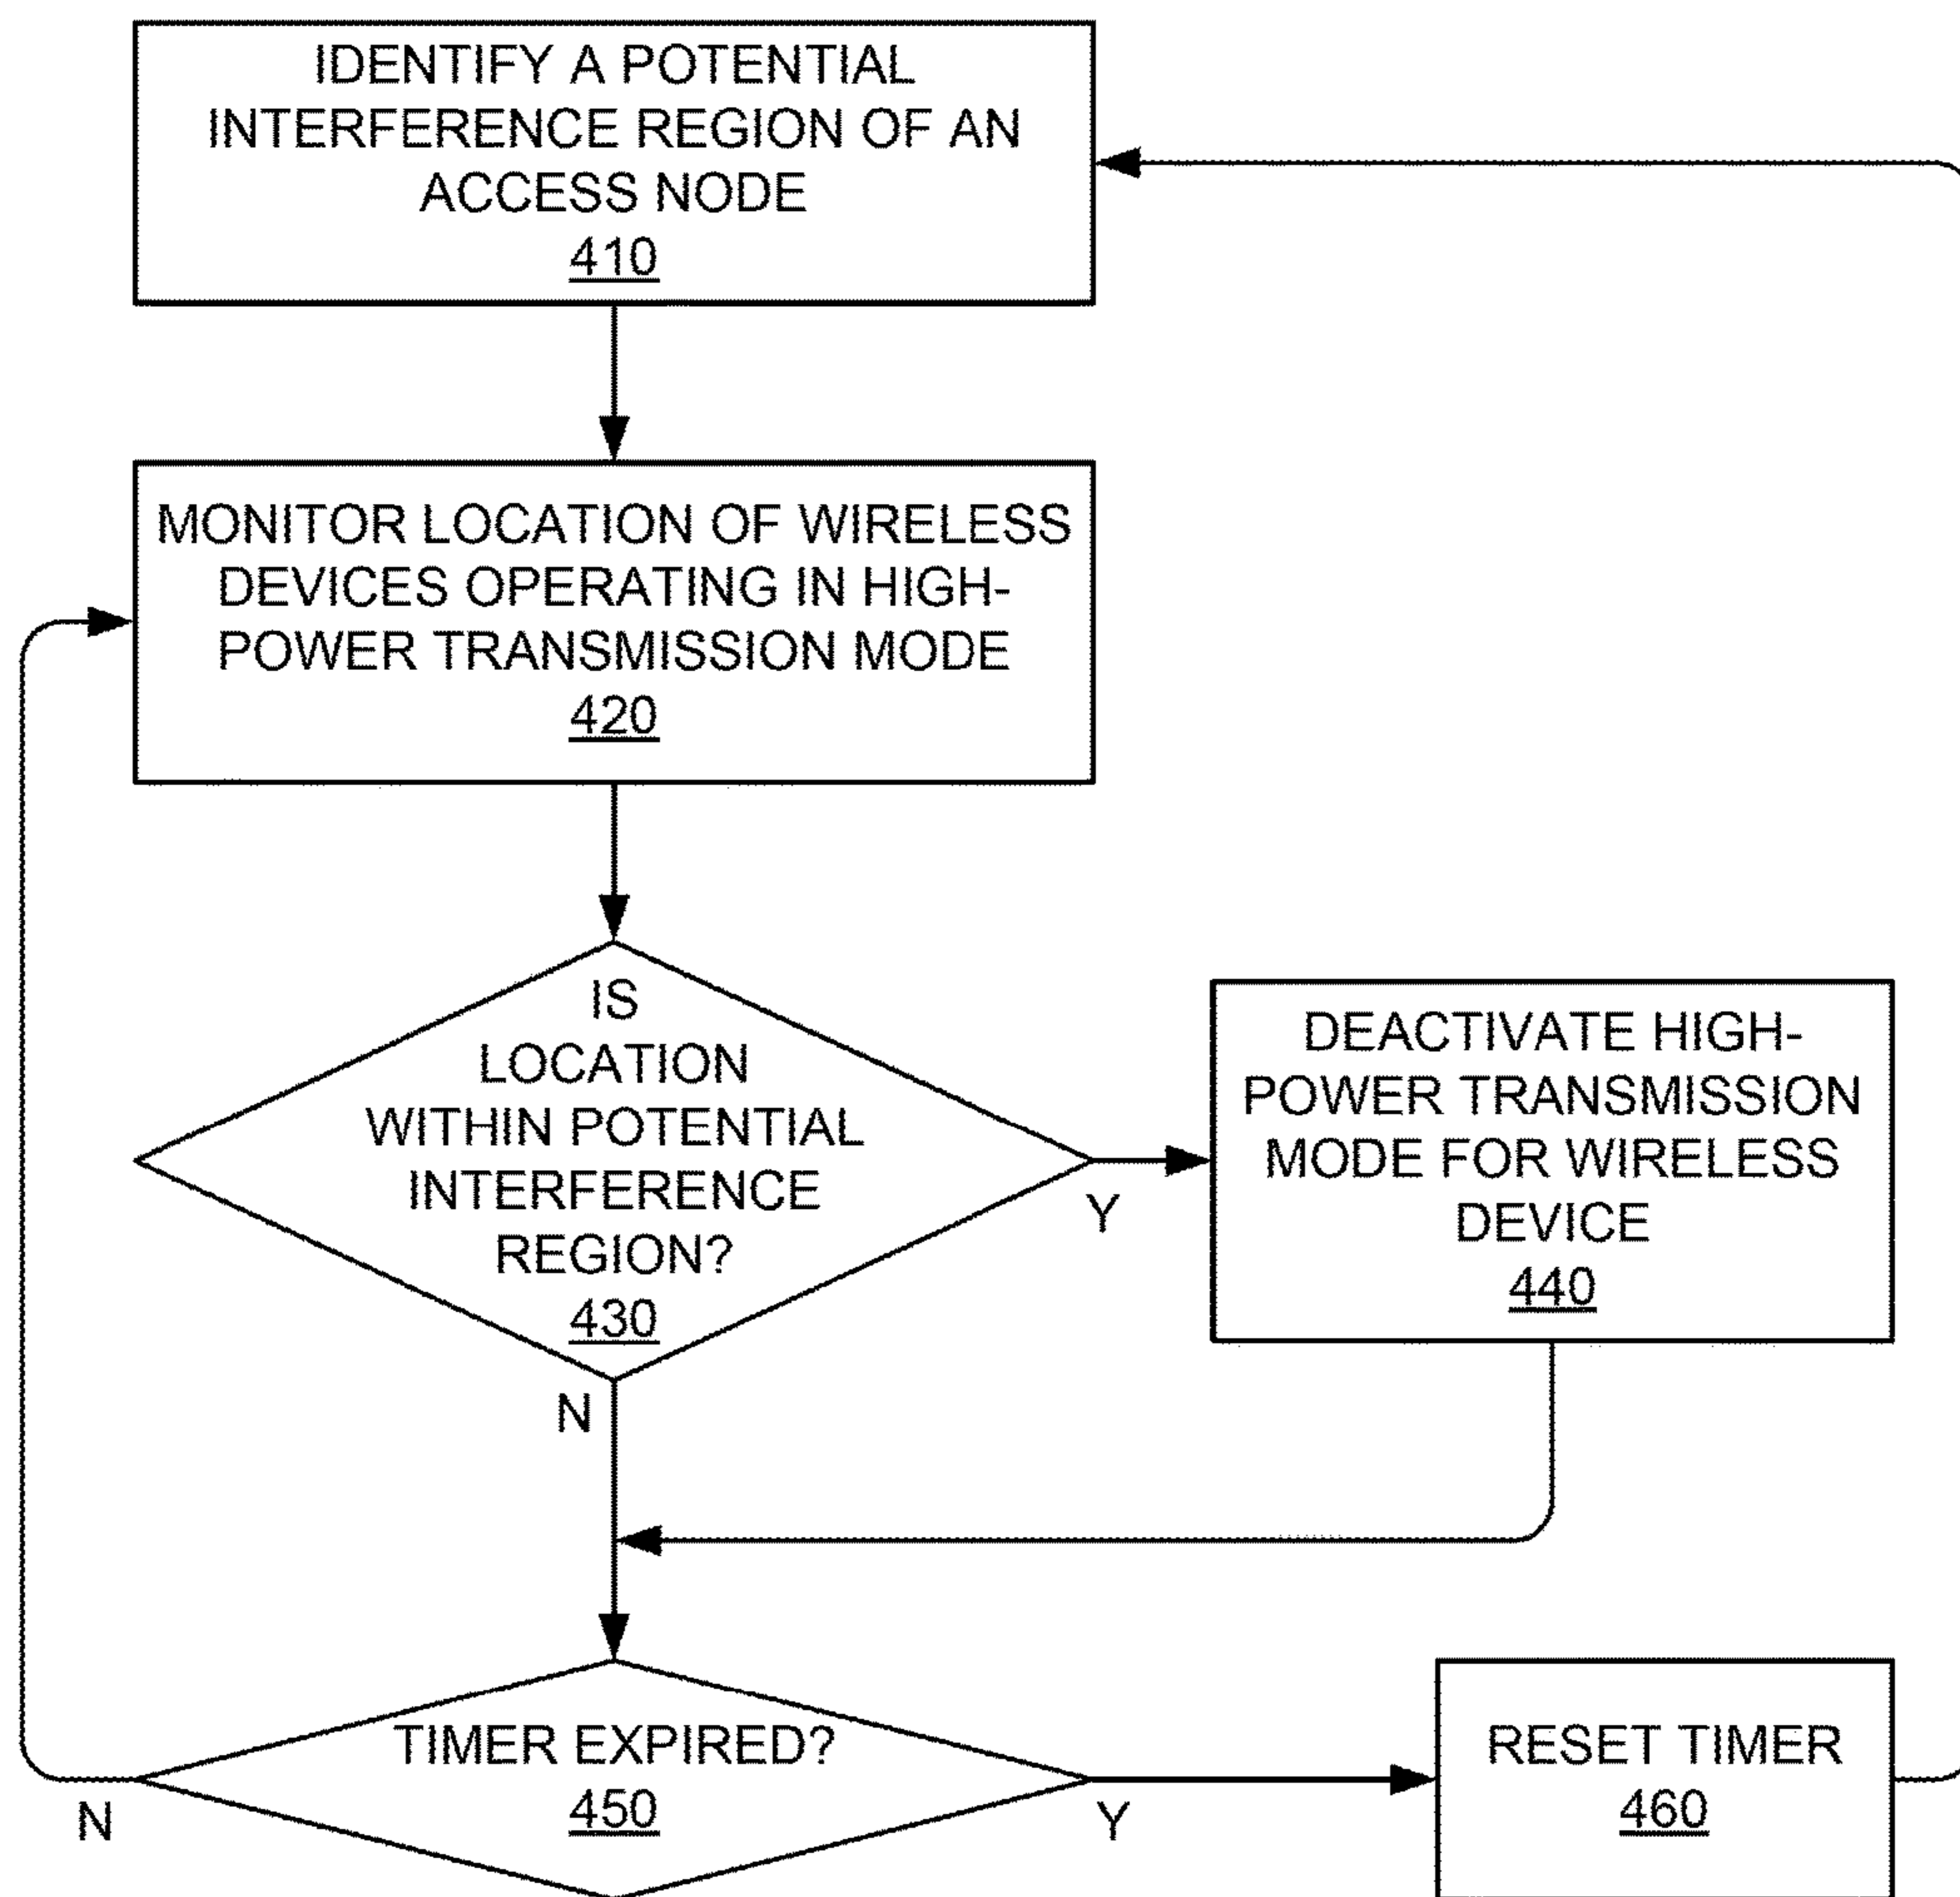 IDENTIFY A POTENTIAL
INTERFERENCE REGION OF AN
ACCESS NODE
410
MONITOR LOCATION OF WIRELESS
DEVICES OPERATING IN HIGH-
POWER TRANSMISSION MODE
420
IS
LOCATION
WITHIN POTENTIAL
INTERFERENCE
REGION?
430
Y
N
DEACTIVATE HIGH-
POWER TRANSMISSION
MODE FOR WIRELESS
DEVICE
440
TIMER EXPIRED?
450
N
Y
RESET TIMER
460